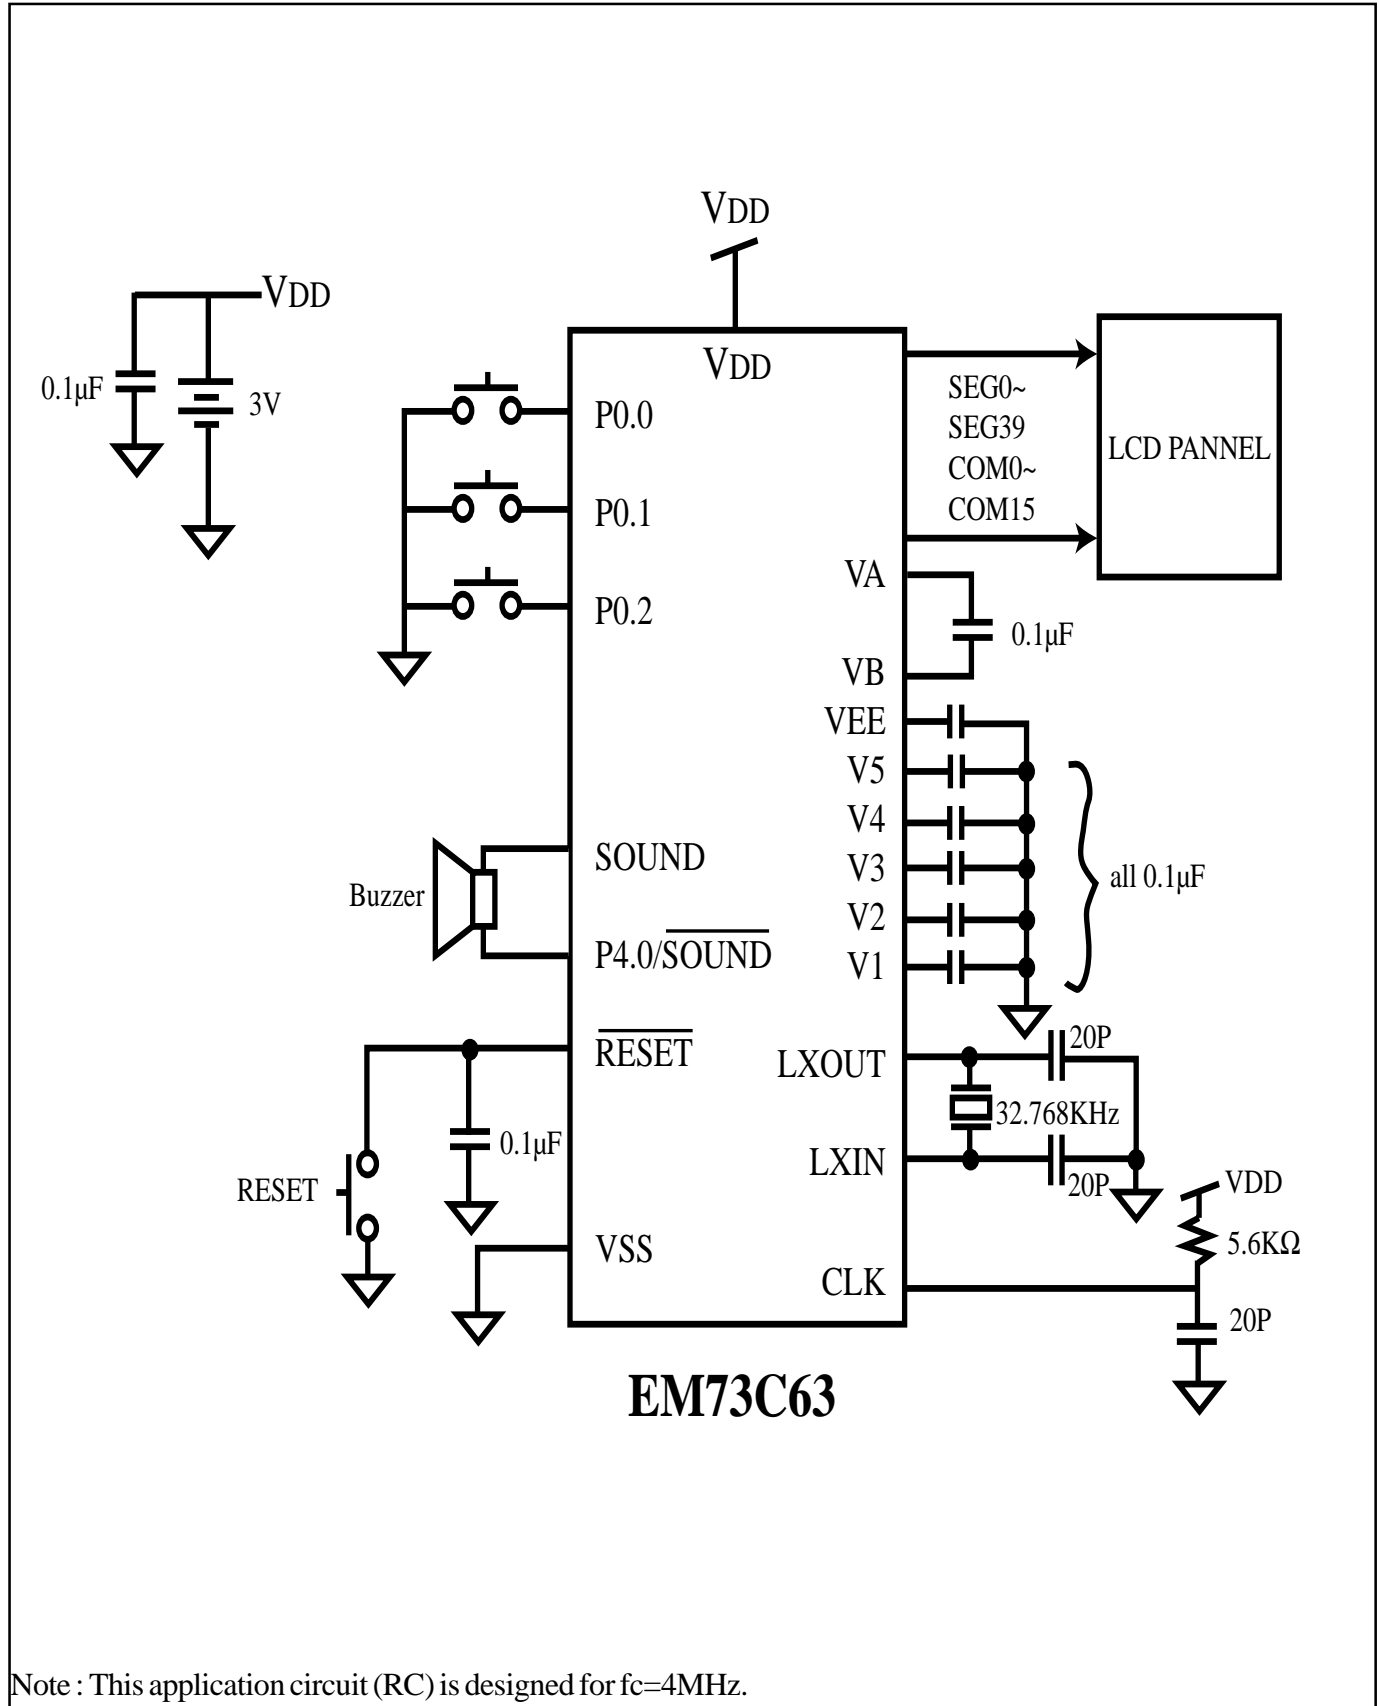 VDD
VDD
0.1µF
3V
VDD
P0.0
P0.1
P0.2
SEG0~
SEG39
COM0~
COM15
LCD PANNEL
VA
0.1µF
VB
VEE
V5
V4
V3
V2
V1
all 0.1µF
SOUND
Buzzer
P4.0/SOUND
RESET
0.1µF
RESET
VSS
LXOUT
20P
32.768KHz
LXIN
20P
VDD
5.6KΩ
CLK
20P
EM73C63
Note : This application circuit (RC) is designed for fc=4MHz.